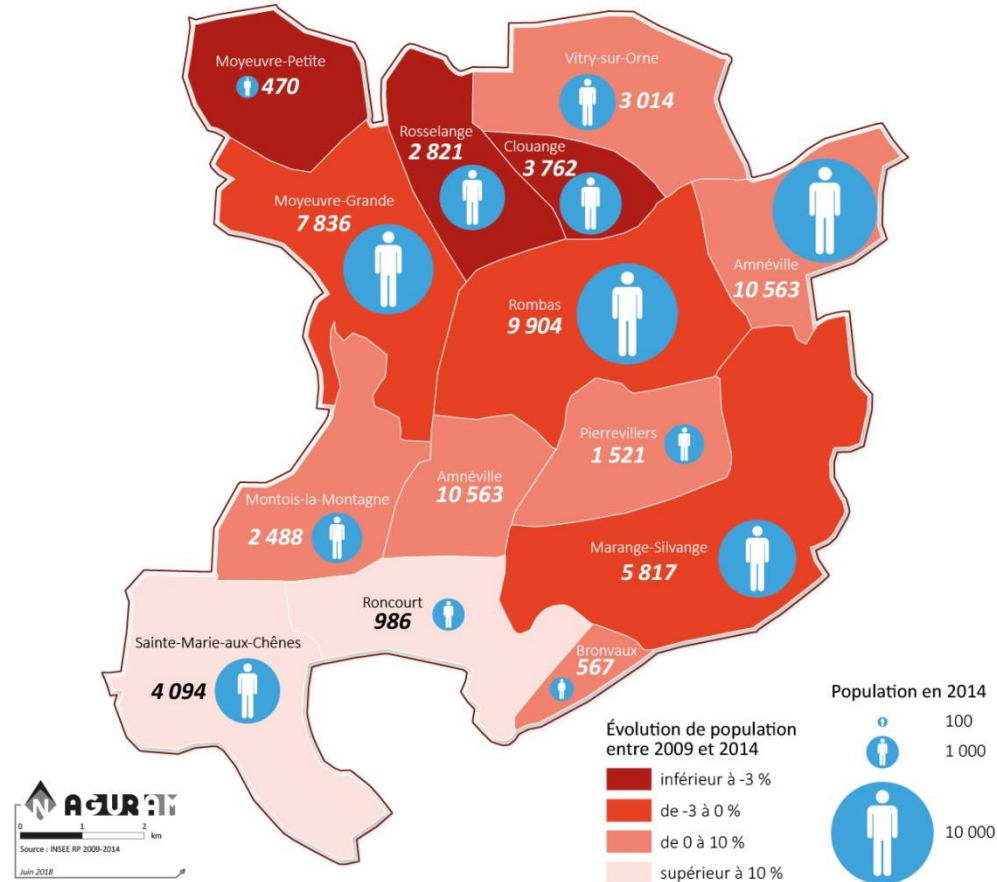 Moyeuvre-Petite
470
Vitry-sur-Orne
3 014
Rosselange
2 821
Clouange
3 762
Moyeuvre-Grande
7 836
Amnéville
10 563
Rombas
9 904
Pierrevillers
1 521
Amnéville
10 563
Montois-la-Montagne
2 488
Marange-Silvange
5 817
Roncourt
986
Sainte-Marie-aux-Chênes
4 094
Bronvaux
567
Population en 2014
100
1 000
10 000
Évolution de population
entre 2009 et 2014
inférieur à -3 %
de -3 à 0 %
de 0 à 10 %
supérieur à 10 %
N AGURAM
0 1 2
km
Source : INSEE RP 2009-2014
Juin 2018